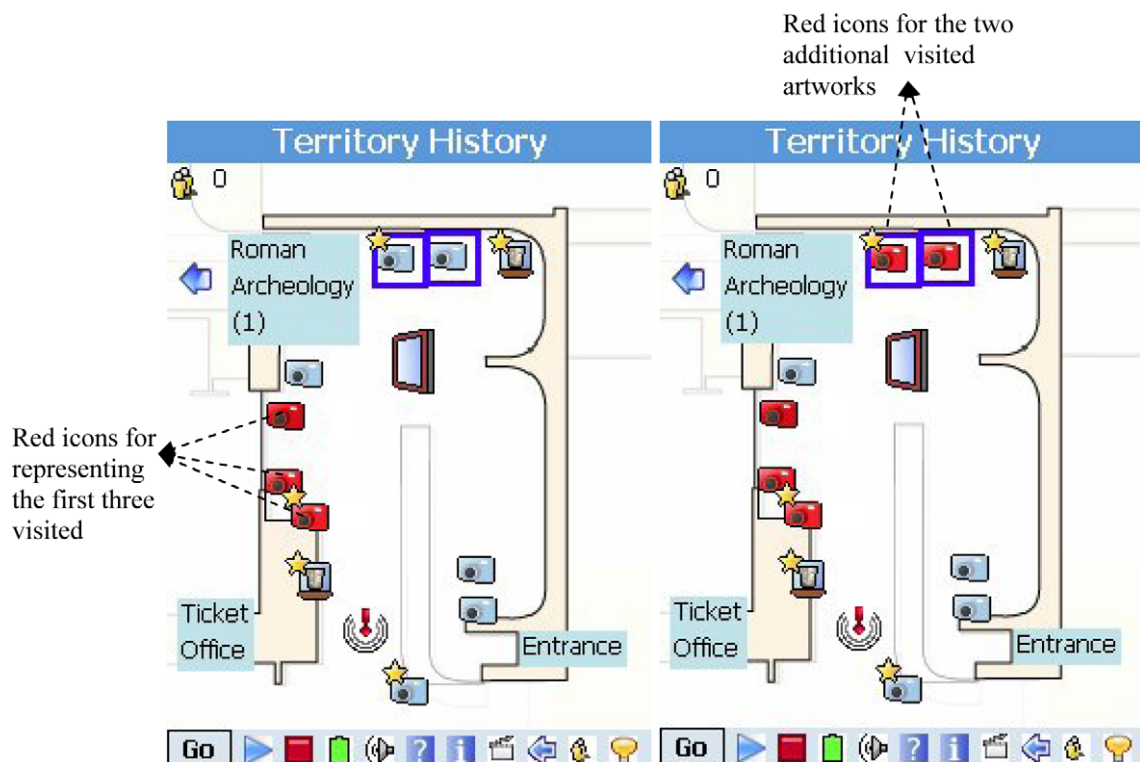 Red icons for the two
additional visited
artworks
Territory History
0
Roman
Archeology
(1)
Red icons for
representing
the first three
visited
Ticket
Office
Entrance
Go
?
i
Territory History
0
Roman
Archeology
(1)
Ticket
Office
Entrance
Go
?
i